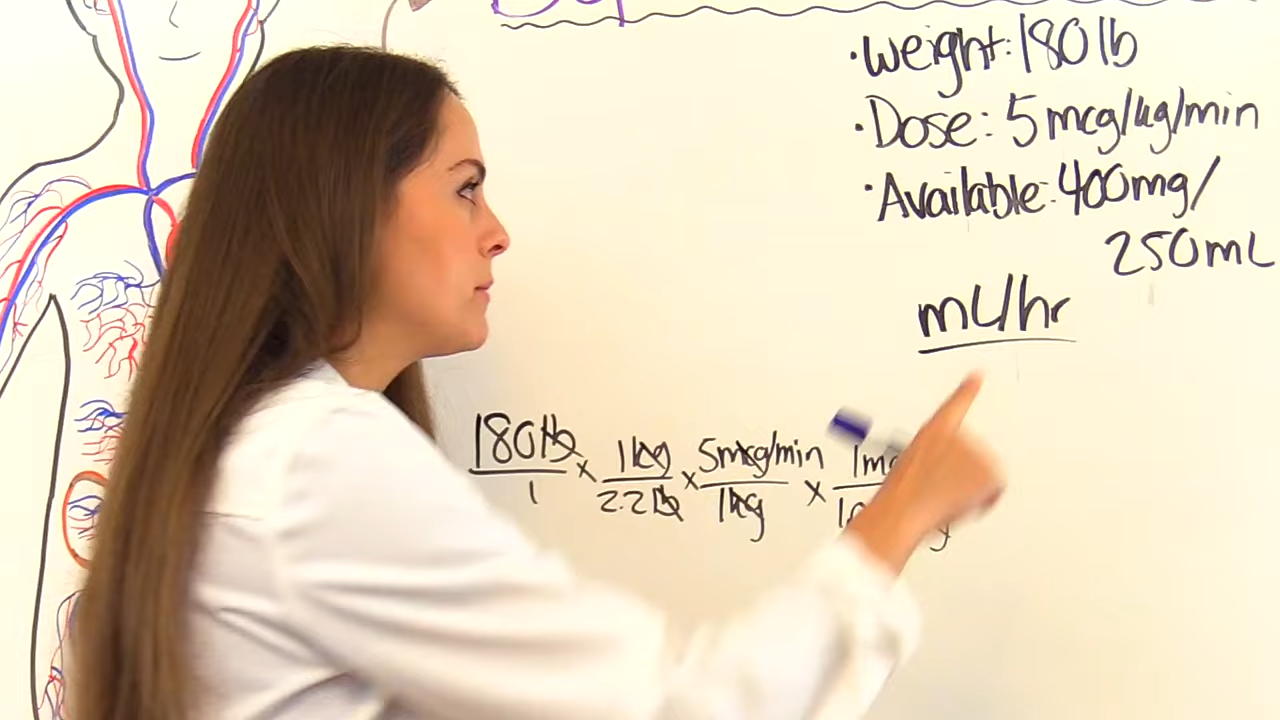 ·Weight: 180 lb
·Dose: 5 mcg/kg/min
·Available: 400mg/
250mL
mL/hr
180 lb x 1 kg x 5 mcg/min x
1 2.2 lb 1 kg